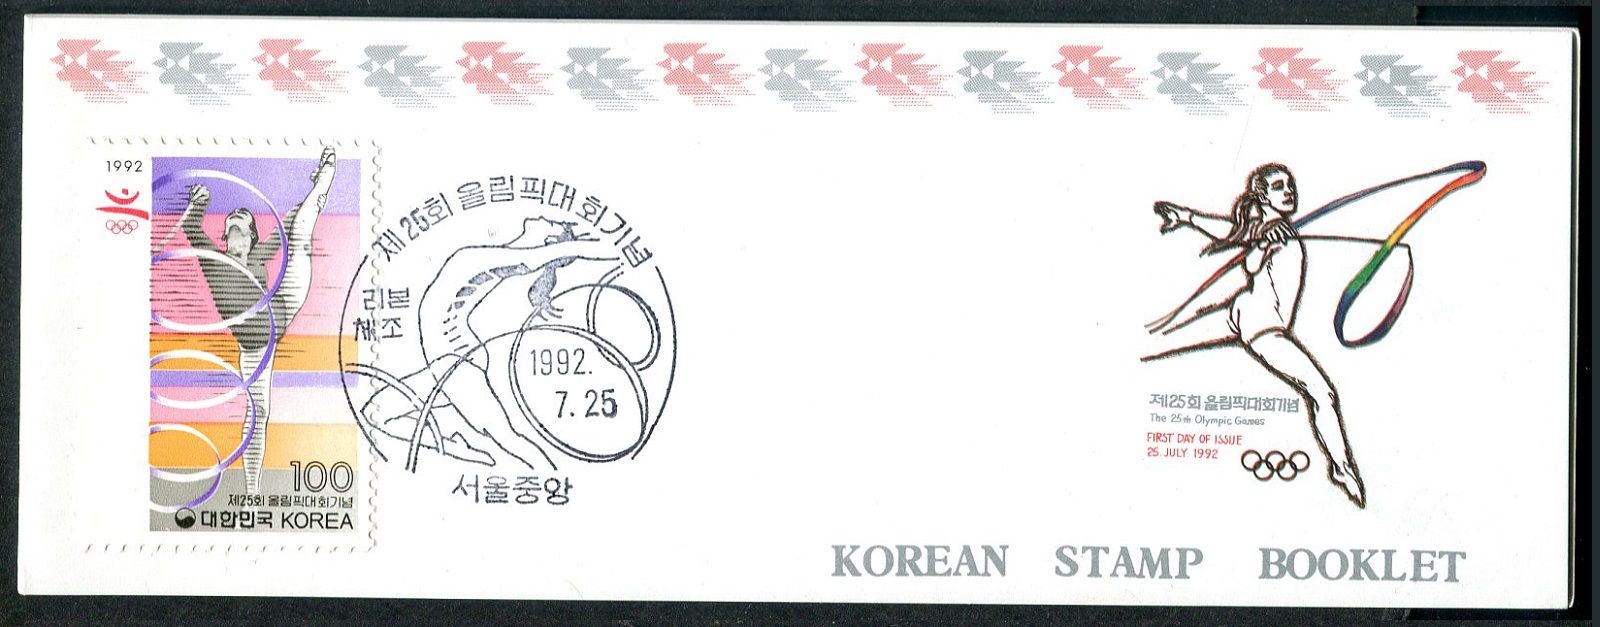 1992
100
제25회 올림픽대회기념
대한민국 KOREA
제25회 올림픽대회기념
리본
체조
1992.
7.25
서울중앙
제25회 올림픽대회기념
The 25th Olympic Games
FIRST DAY OF ISSUE
25. JULY 1992
KOREAN STAMP BOOKLET